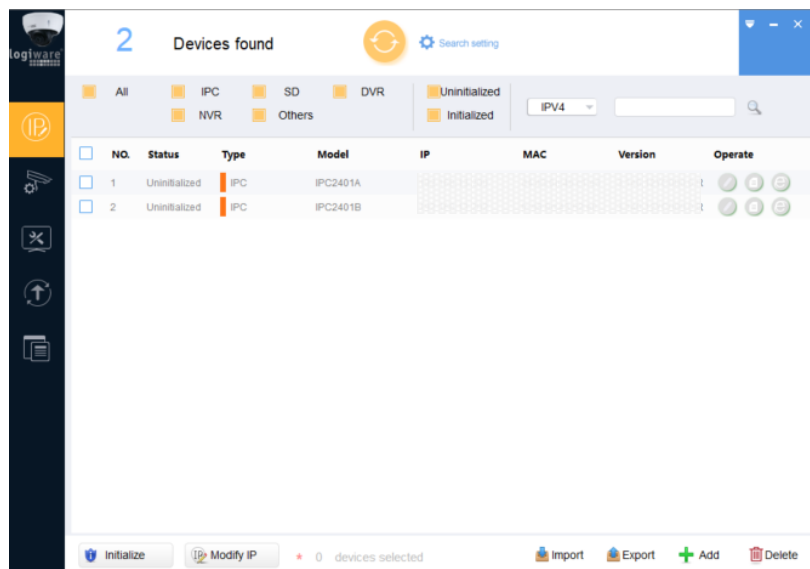 logiware
2 Devices found Search setting
All IPC SD DVR Uninitialized
NVR Others Initialized IPV4
NO. Status Type Model IP MAC Version Operate
1 Uninitialized IPC IPC2401A
2 Uninitialized IPC IPC2401B
Initialize IP Modify IP * 0 devices selected Import Export Add Delete